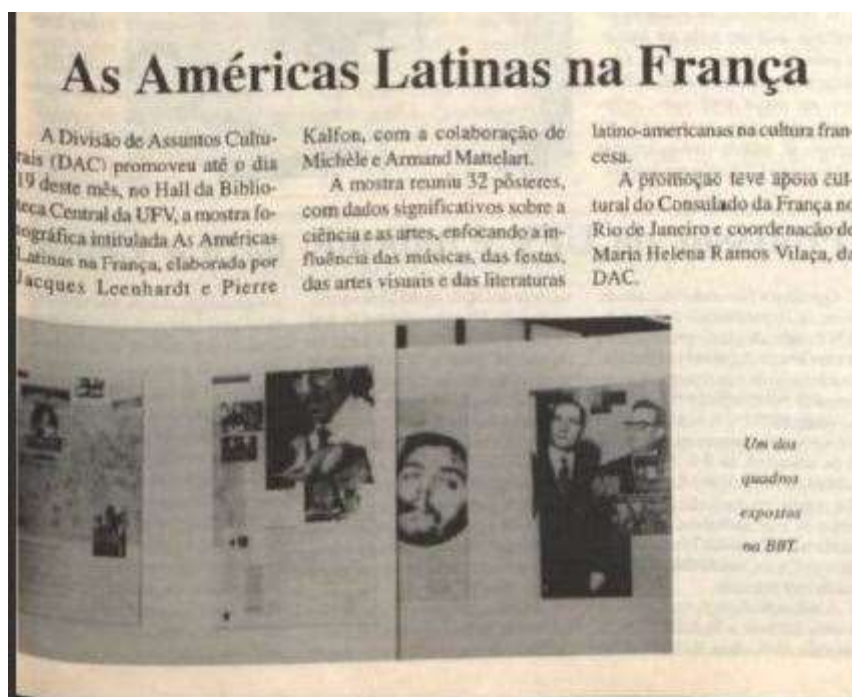 As Américas Latinas na França
A Divisão de Assuntos Cultu-
rais (DAC) promoveu até o dia
19 deste mês, no Hall da Biblio-
teca Central da UFV, a mostra fo-
tográfica intitulada As Américas
Latinas na França, elaborada por
Jacques Leenhardt e Pierre
Kalfon, com a colaboração de
Michèle e Armand Mattelart.
A mostra reuniu 32 pôsteres,
com dados significativos sobre a
ciência e as artes, enfocando a in-
fluência das músicas, das festas,
das artes visuais e das literaturas
latino-americanas na cultura fran-
cesa.
A promoção teve apoio cul-
tural do Consulado da França no
Rio de Janeiro e coordenação de
Maria Helena Ramos Vilaça, da
DAC.
Um dos
quadros
expostos
na BBT.